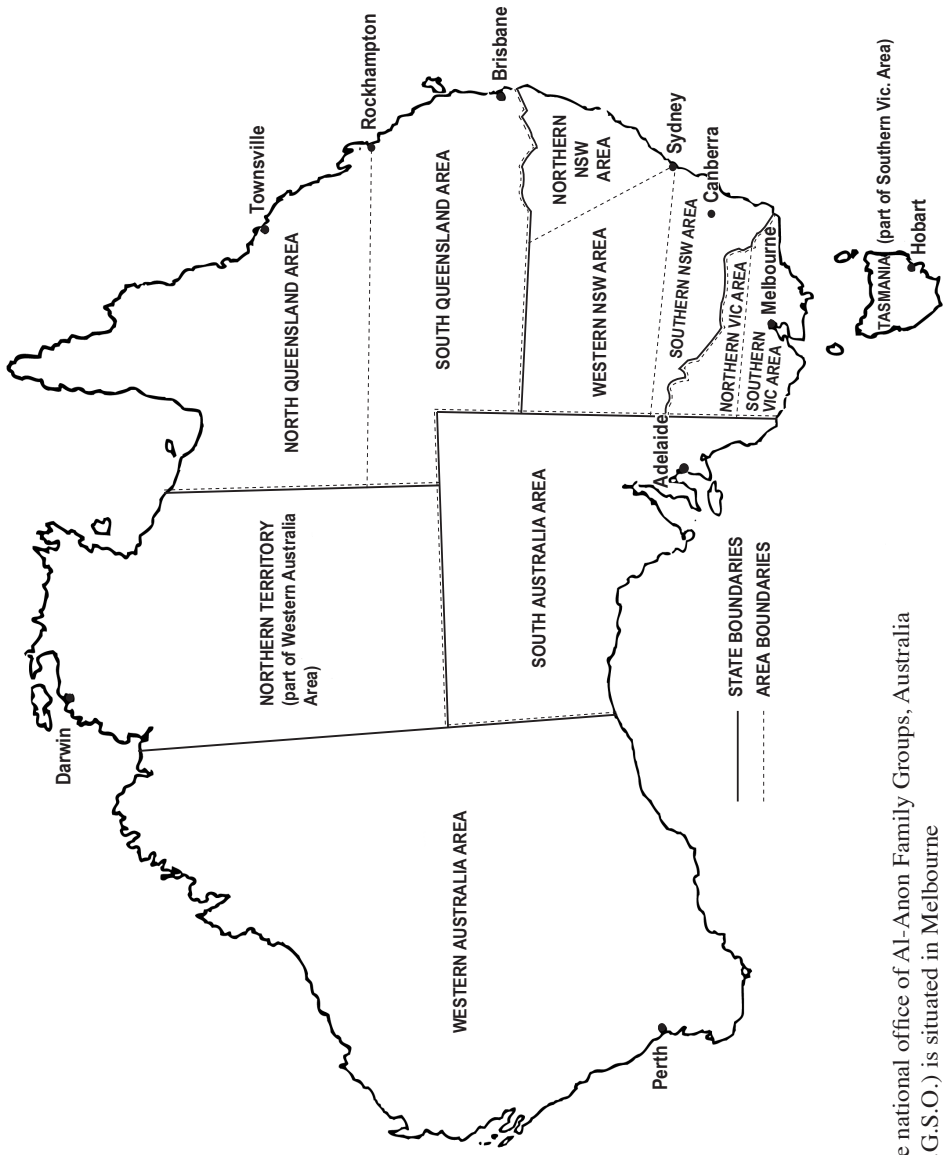 Darwin
Townsville
Rockhampton
Brisbane
NORTHERN TERRITORY
(part of Western Australia
Area)
NORTH QUEENSLAND AREA
SOUTH QUEENSLAND AREA
WESTERN AUSTRALIA AREA
SOUTH AUSTRALIA AREA
NORTHERN
NSW
AREA
WESTERN NSW AREA
Sydney
SOUTHERN NSW AREA
Canberra
Perth
Adelaide
NORTHERN VIC AREA
SOUTHERN
VIC AREA
Melbourne
STATE BOUNDARIES
AREA BOUNDARIES
TASMANIA (part of Southern Vic. Area)
Hobart
national office of Al-Anon Family Groups, Australia
G.S.O.) is situated in Melbourne